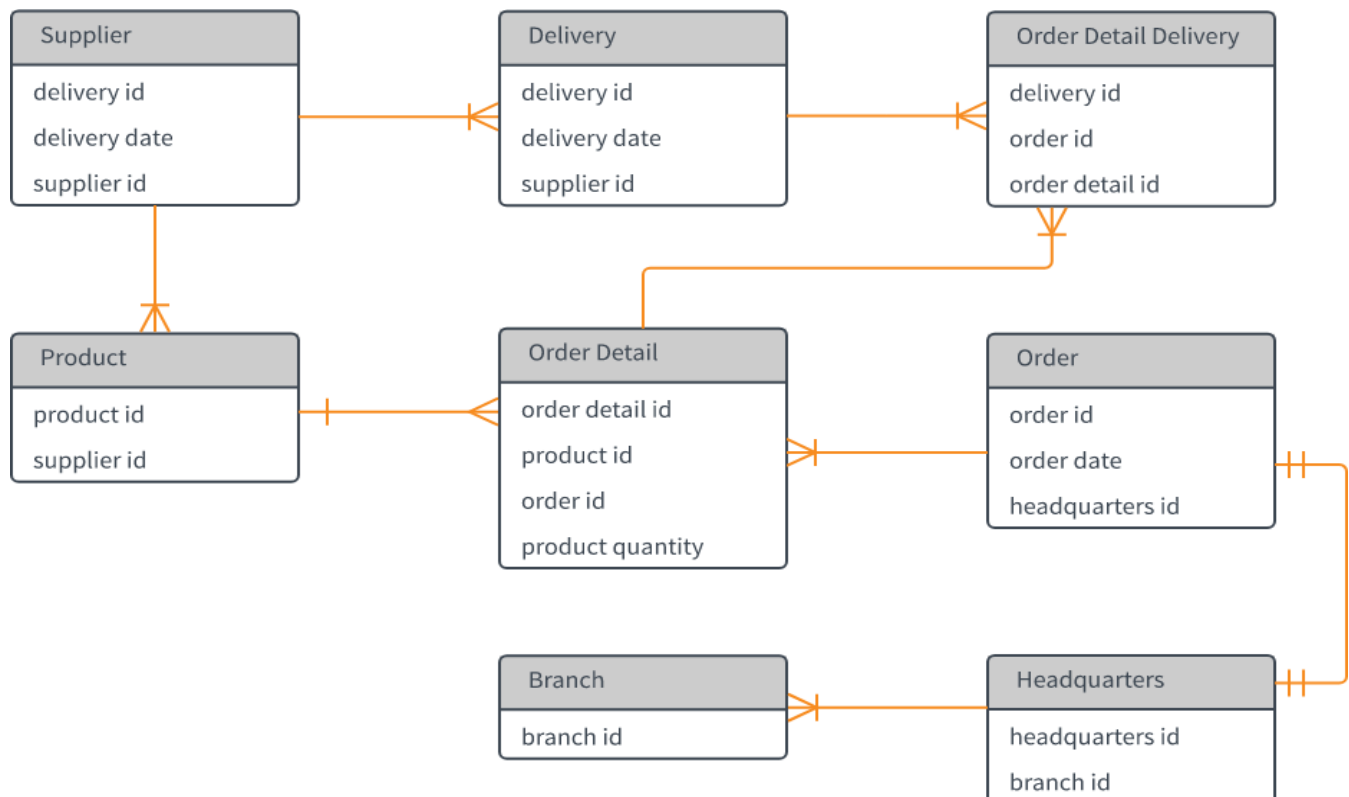 Supplier
delivery id
delivery date
supplier id
Delivery
delivery id
delivery date
supplier id
Order Detail Delivery
delivery id
order id
order detail id
Product
product id
supplier id
Order Detail
order detail id
product id
order id
product quantity
Order
order id
order date
headquarters id
Branch
branch id
Headquarters
headquarters id
branch id